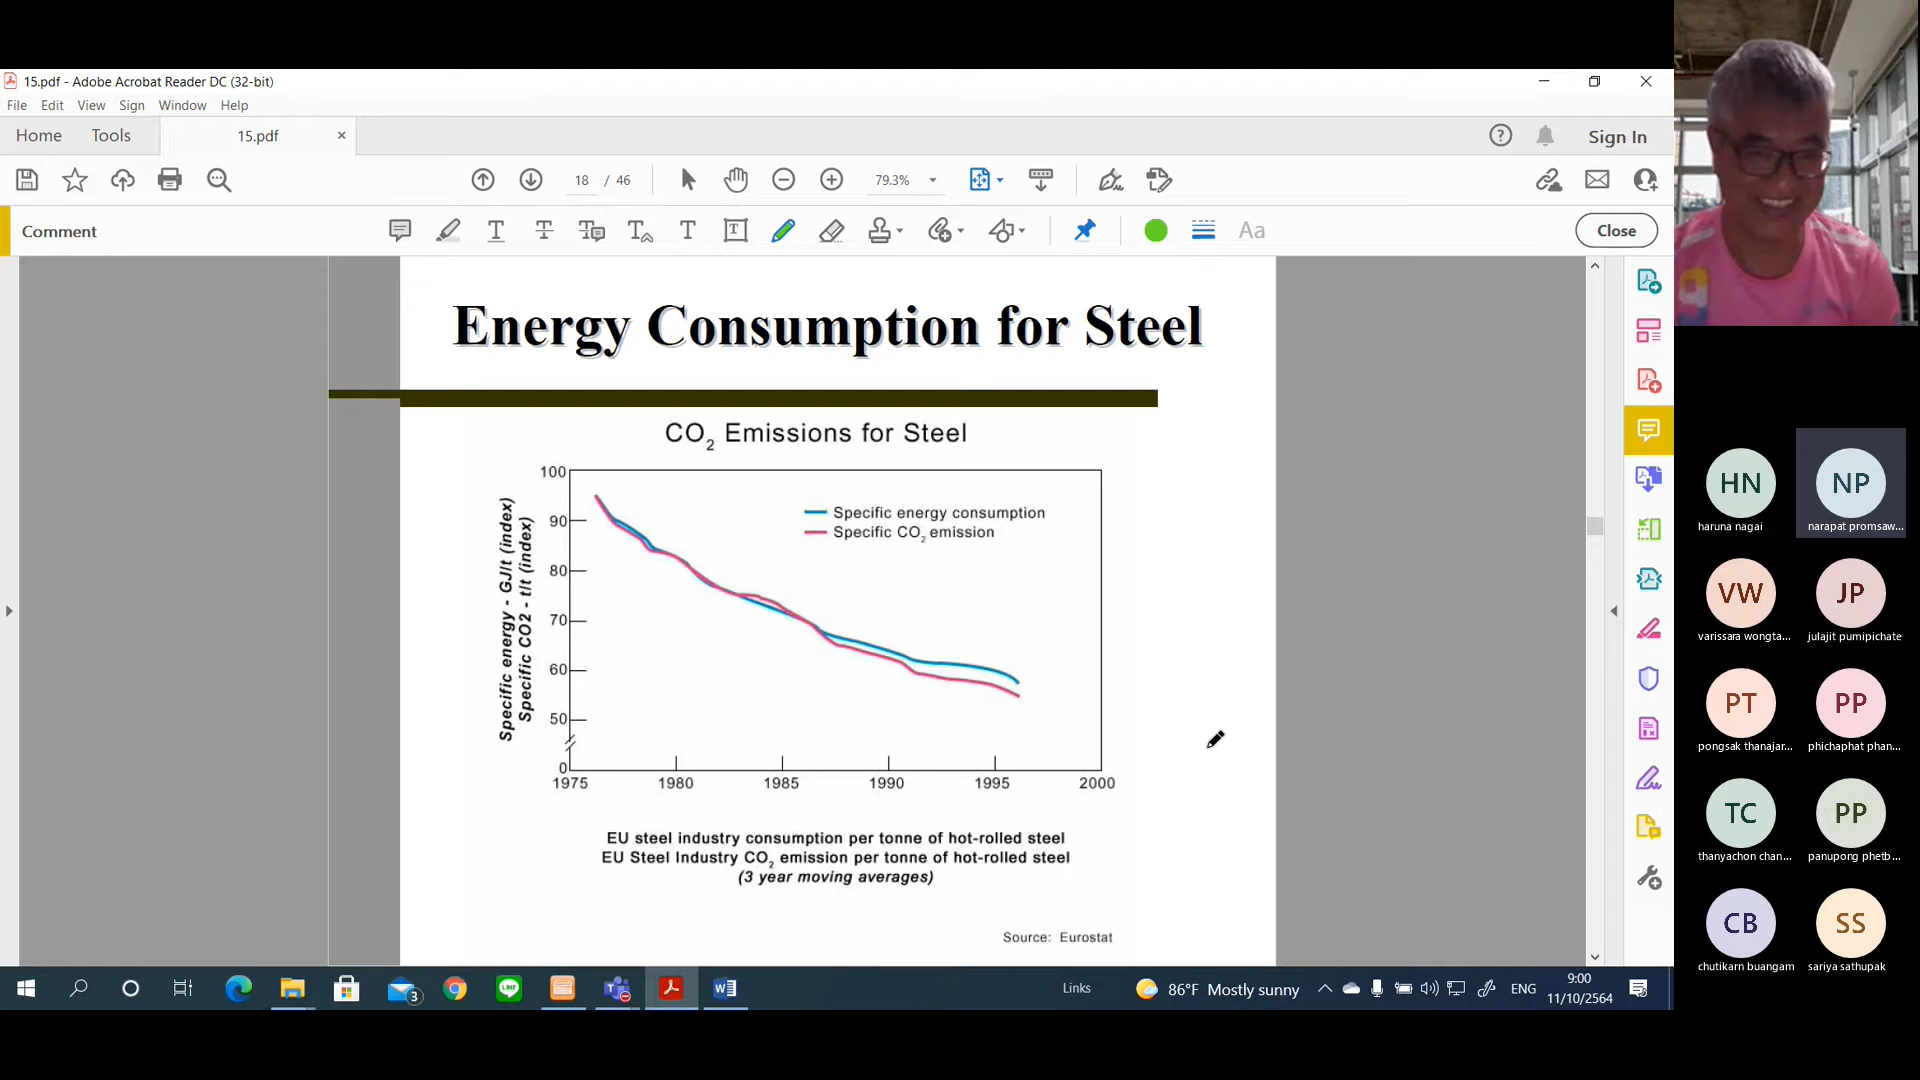 15.pdf - Adobe Acrobat Reader DC (32-bit)
File Edit View Sign Window Help
Home Tools 15.pdf × Sign In
18 / 46 79.3%
Comment Aa Close
Energy Consumption for Steel
CO2 Emissions for Steel
Specific energy - GJ/t (index)
Specific CO2 - t/t (index)
100
90
80
70
60
50
0
Specific energy consumption
Specific CO2 emission
1975 1980 1985 1990 1995 2000
EU steel industry consumption per tonne of hot-rolled steel
EU Steel Industry CO2 emission per tonne of hot-rolled steel
(3 year moving averages)
Source: Eurostat
HN
haruna nagai
NP
narapat promsaw...
VW
varissara wongta...
JP
julajit pumipichate
PT
pongsak thanajar...
PP
phichaphat phan...
TC
thanyachon chan...
PP
panupong phetb...
CB
chutikarn buangam
SS
sariya sathupak
3 LINE Links 86°F Mostly sunny ENG 9:00
11/10/2564